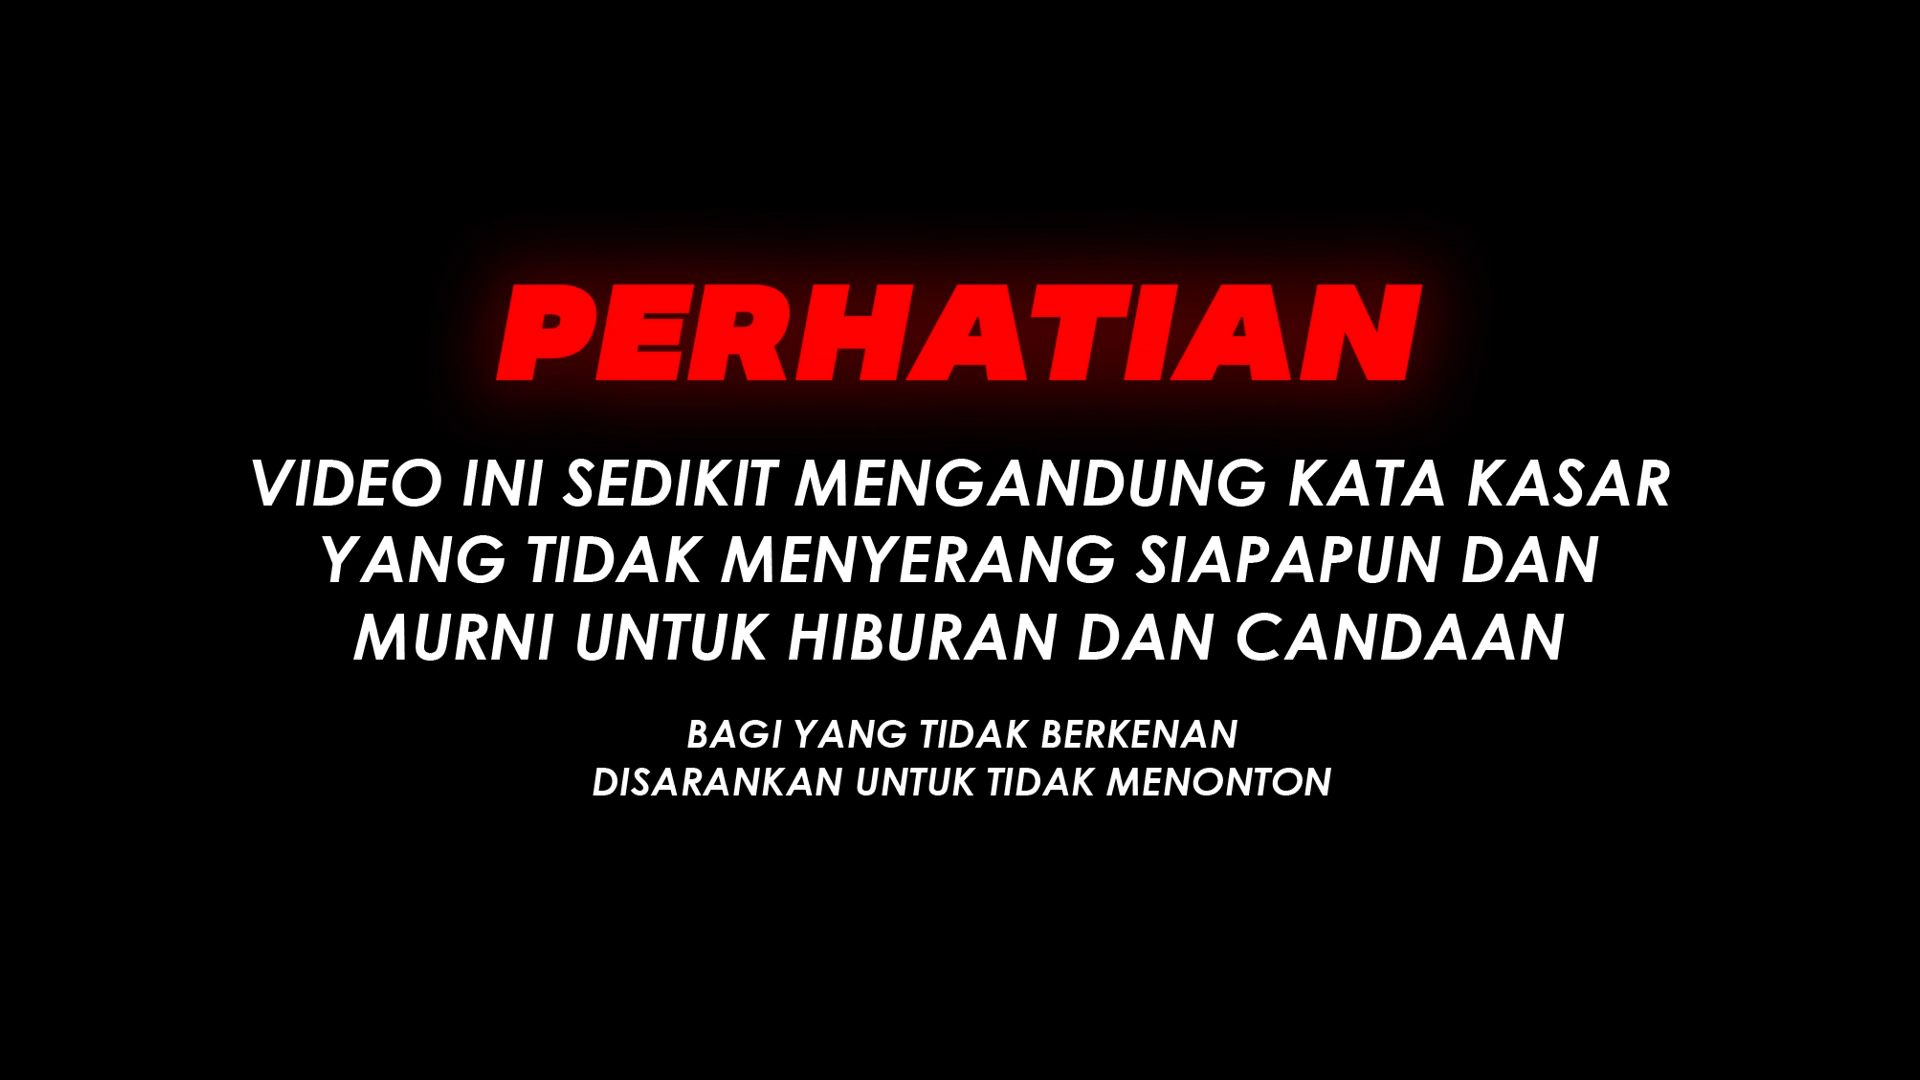 PERHATIAN
VIDEO INI SEDIKIT MENGANDUNG KATA KASAR
YANG TIDAK MENYERANG SIAPAPUN DAN
MURNI UNTUK HIBURAN DAN CANDAAN
BAGI YANG TIDAK BERKENAN
DISARANKAN UNTUK TIDAK MENONTON